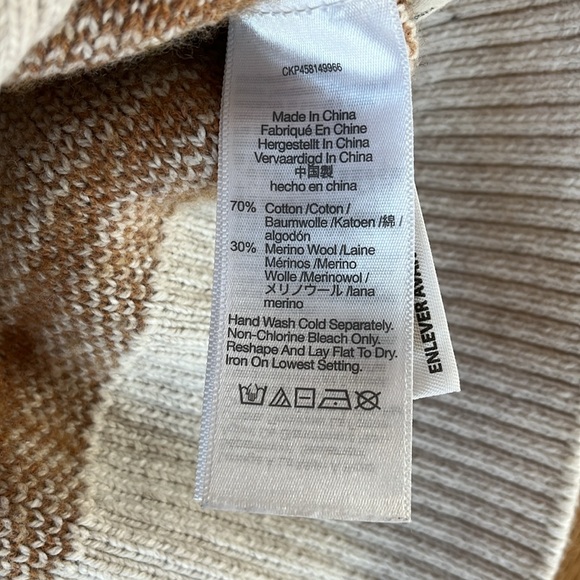 CKP458149966
Made In China
Fabriqué En Chine
Hergestellt In China
Vervaardigd In China
中国製
hecho en china
70% Cotton /Coton/
Baumwolle /Katoen /綿 /
algodón
30% Merino Wool /Laine
Mérinos /Merino
Wolle /Merinowol /
メリノウール /lana
merino
Hand Wash Cold Separately.
Non-Chlorine Bleach Only.
Reshape And Lay Flat To Dry.
Iron On Lowest Setting.
ENLEVER